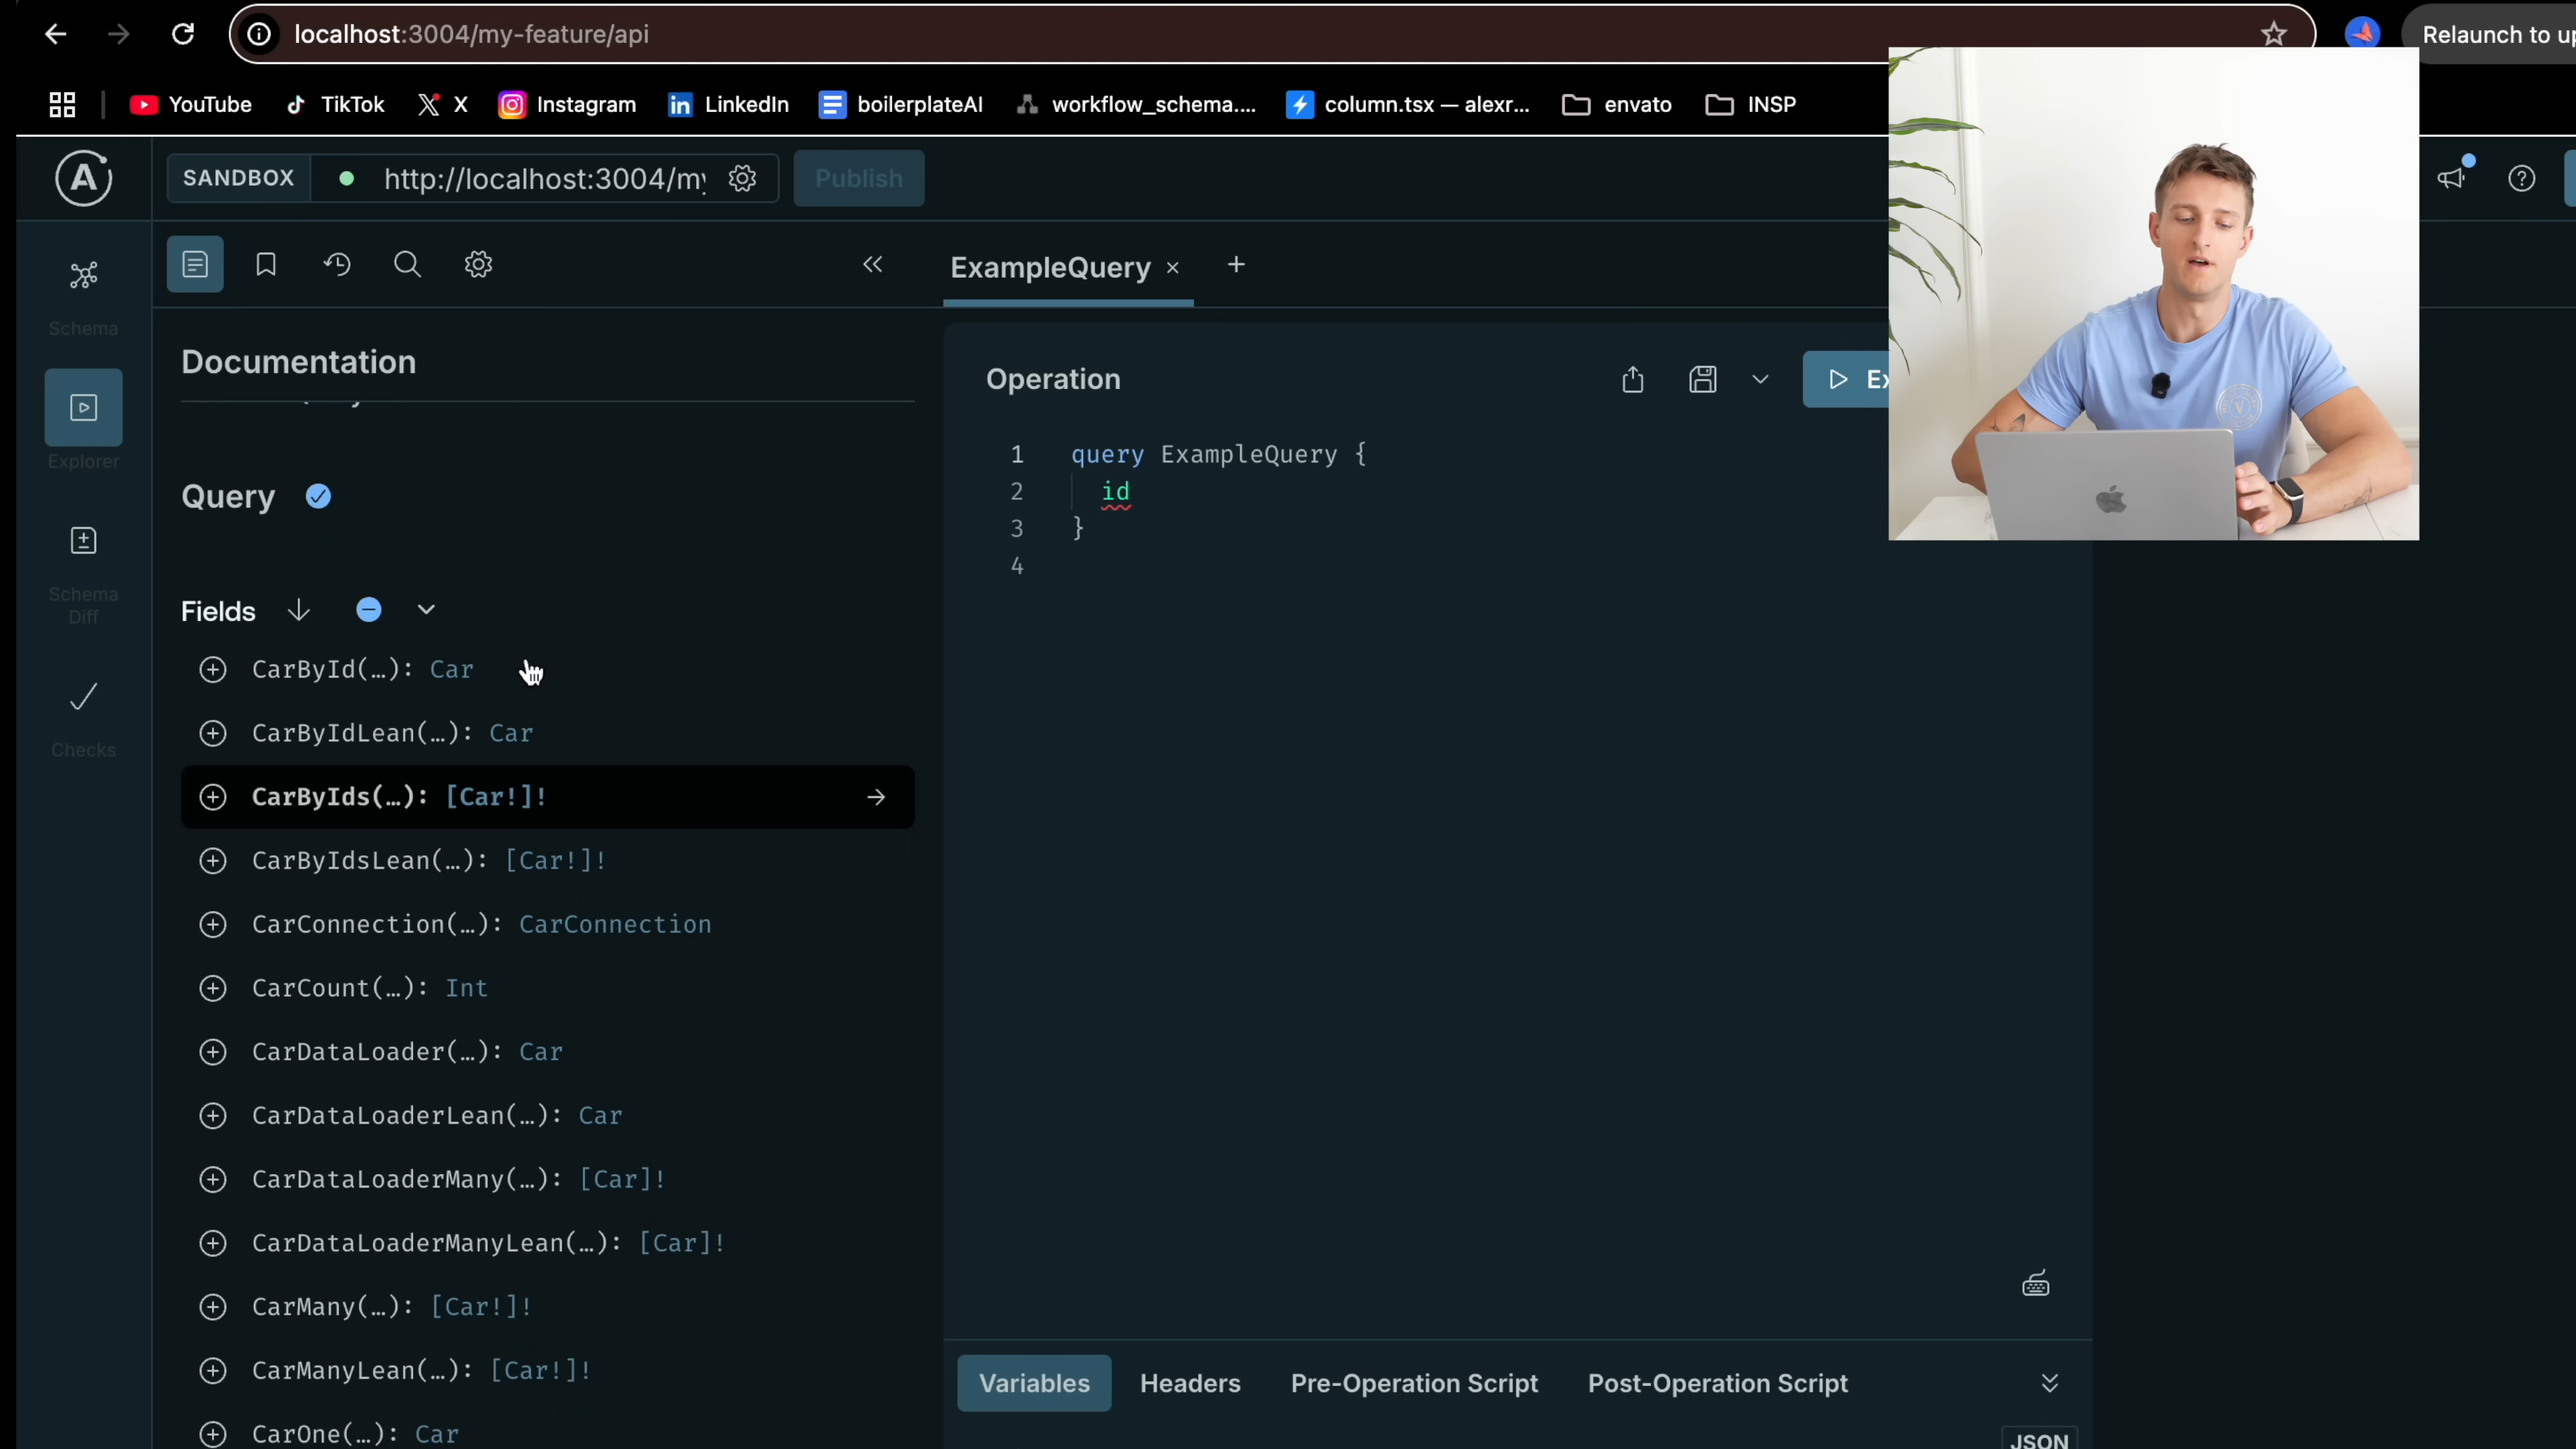 localhost:3004/my-feature/api
Relaunch to up
YouTube TikTok X Instagram LinkedIn boilerplateAI workflow_schema.... column.tsx — alexr... envato INSP
SANDBOX http://localhost:3004/my Publish
ExampleQuery × +
Schema
Explorer
Schema
Diff
Checks
Documentation
Query
Fields
CarById(…): Car
CarByIdLean(…): Car
CarByIds(…): [Car!]!
CarByIdsLean(…): [Car!]!
CarConnection(…): CarConnection
CarCount(…): Int
CarDataLoader(…): Car
CarDataLoaderLean(…): Car
CarDataLoaderMany(…): [Car]!
CarDataLoaderManyLean(…): [Car]!
CarMany(…): [Car!]!
CarManyLean(…): [Car!]!
CarOne(…): Car
Operation
Ex
1 query ExampleQuery {
2 id
3 }
4
Variables Headers Pre-Operation Script Post-Operation Script
JSON